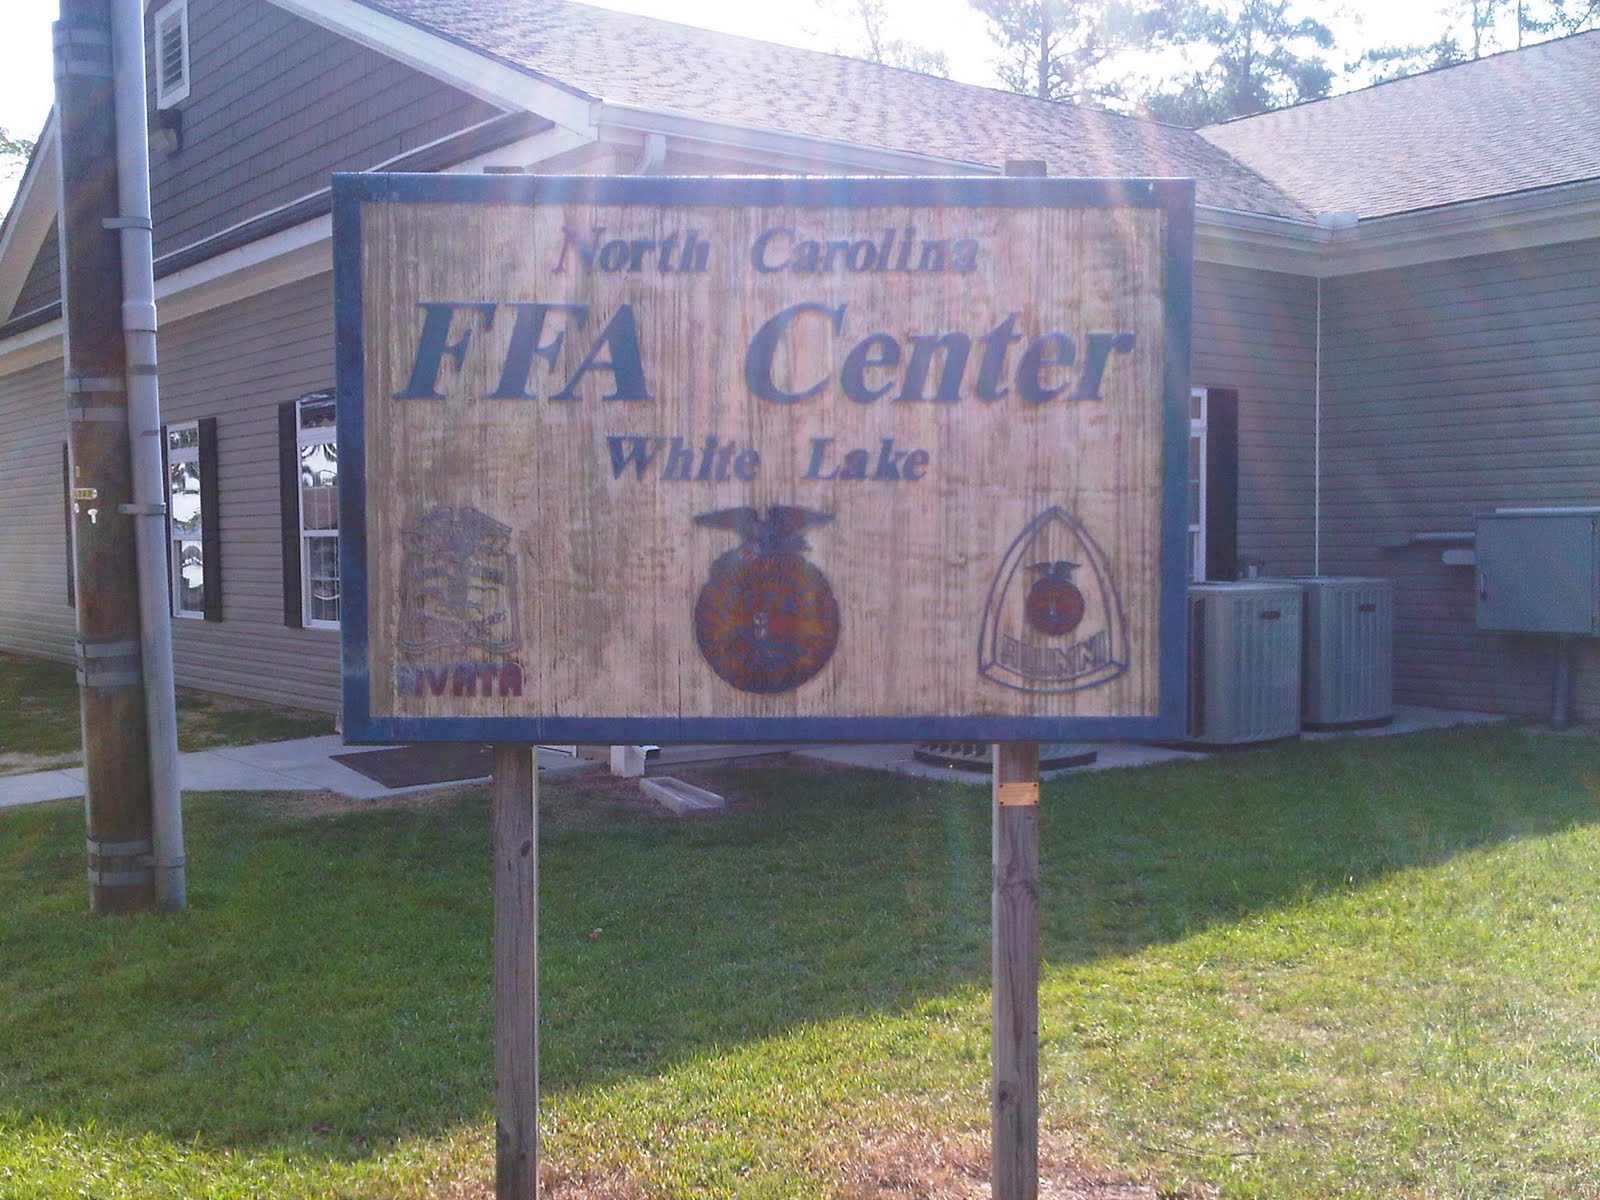 North Carolina
FFA Center
White Lake
NVATA
ALUMNI